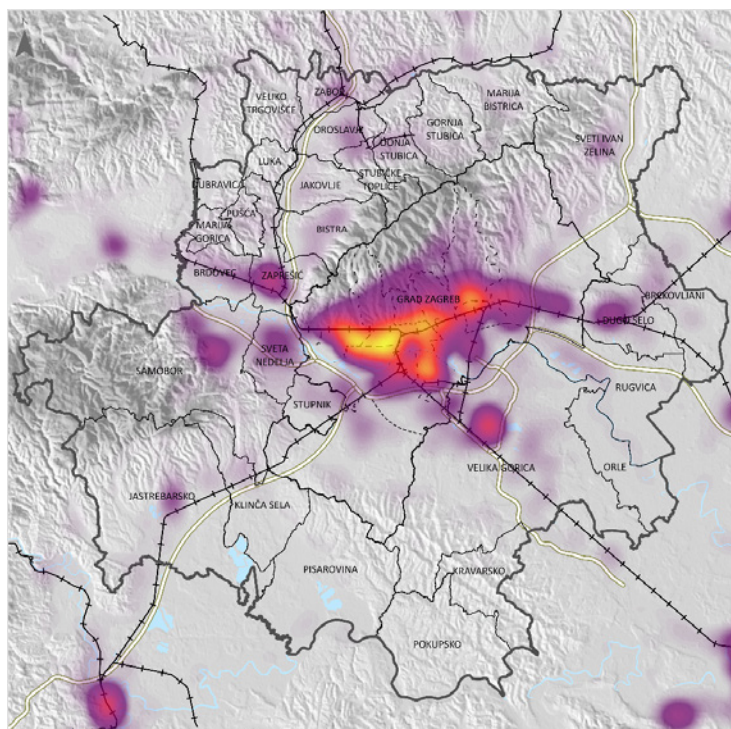 ZABOK
VELIKO
TRGOVIŠĆE
MARIJA
BISTRICA
OROSLAVJE
GORNJA
STUBICA
DONJA
STUBICA
SVETI IVAN
ZELINA
LUKA
STUBIČKE
TOPLICE
DUBRAVICA
JAKOVLJE
PUŠĆA
MARIJA
GORICA
BISTRA
BRDOVEC
ZAPREŠIĆ
GRAD ZAGREB
BRCKOVLJANI
DUGO SELO
SVETA
NEDELJA
SAMOBOR
RUGVICA
STUPNIK
VELIKA GORICA
ORLE
JASTREBARSKO
KLINČA SELA
PISAROVINA
KRAVARSKO
POKUPSKO